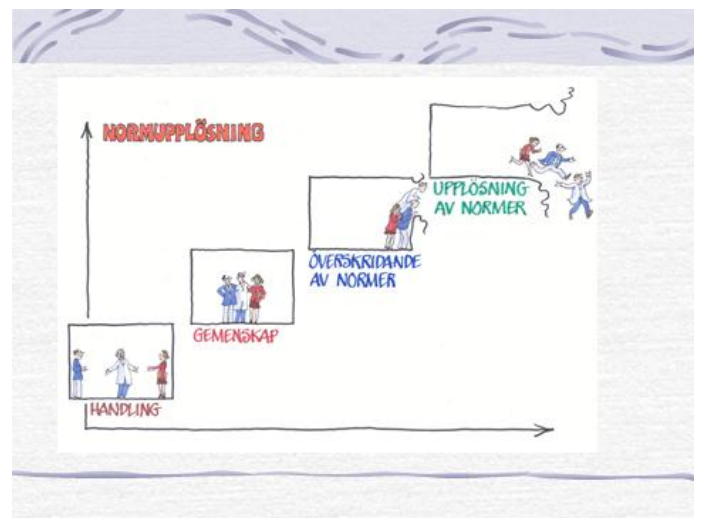 NORMUPPLÖSNING
UPPLÖSNING
AV NORMER
ÖVERSKRIDANDE
AV NORMER
GEMENSKAP
HANDLING